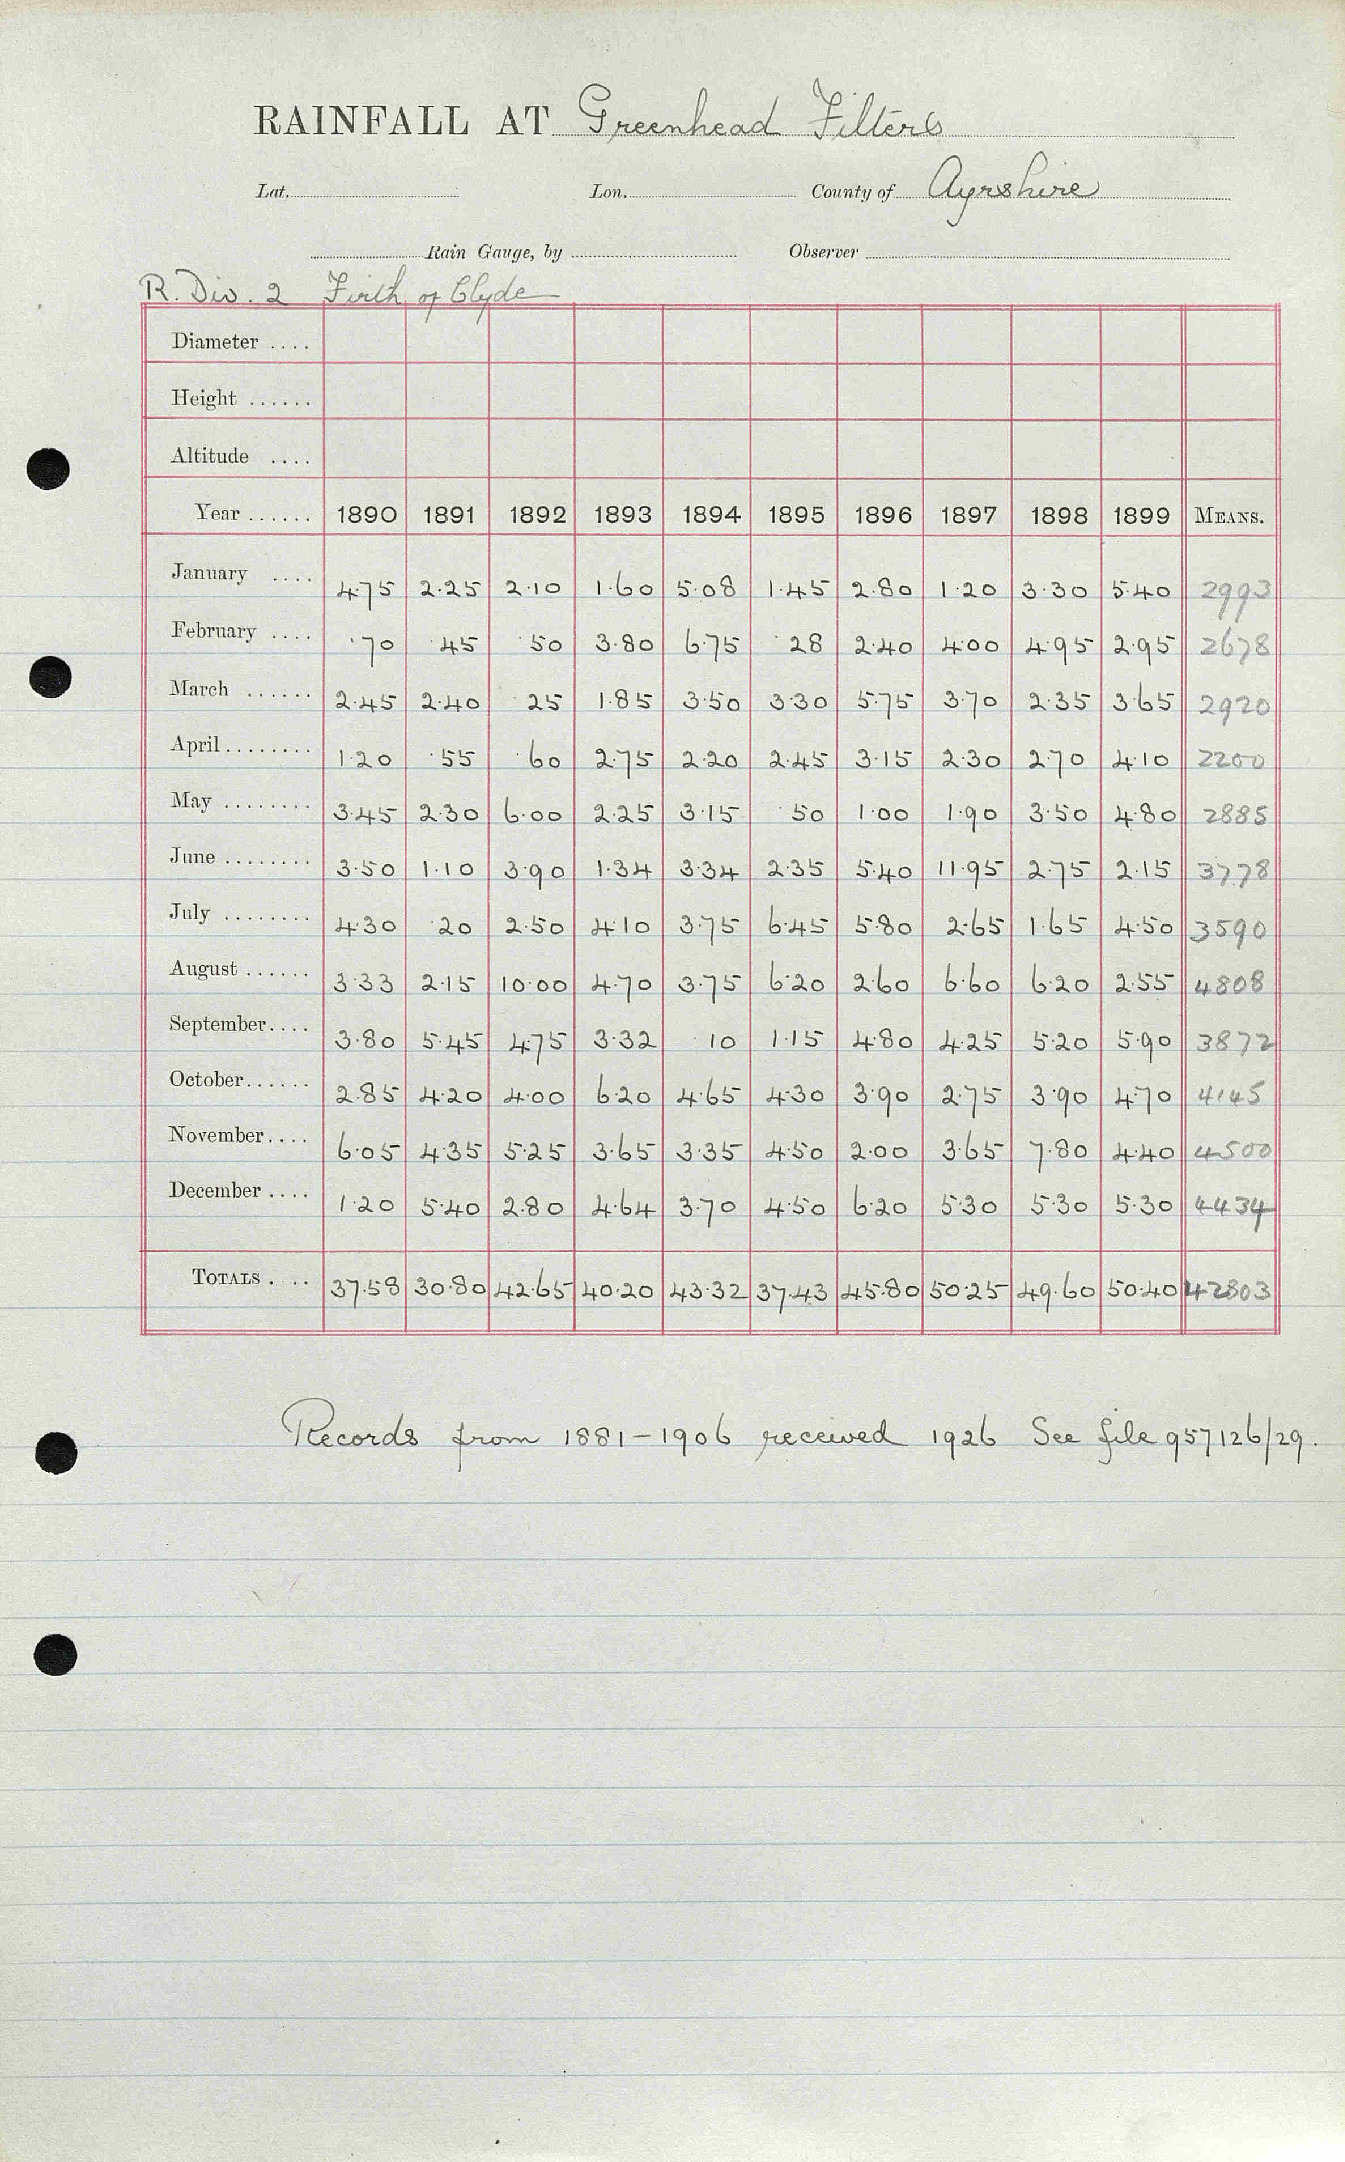 RAINFALL AT Greenhead Filters
Lat. Lon. County of Ayrshire
Rain Gauge, by Observer
R. Div. 2 Firth of Clyde
Diameter ....
Height ......
Altitude ....
Year ...... 1890 1891 1892 1893 1894 1895 1896 1897 1898 1899 MEANS.
January .... 4.75 2.25 2.10 1.60 5.08 1.45 2.80 1.20 3.30 5.40 2993
February .... .70 .45 .50 3.80 6.75 .28 2.40 4.00 4.95 2.95 2678
March ...... 2.45 2.40 25 1.85 3.50 3.30 5.75 3.70 2.35 3.65 2920
April ........ 1.20 .55 .60 2.75 2.20 2.45 3.15 2.30 2.70 4.10 2200
May ........ 3.45 2.30 6.00 2.25 3.15 .50 1.00 1.90 3.50 4.80 2885
June ........ 3.50 1.10 3.90 1.34 3.34 2.35 5.40 11.95 2.75 2.15 3778
July ........ 4.30 .20 2.50 4.10 3.75 6.45 5.80 2.65 1.65 4.50 3590
August ...... 3.33 2.15 10.00 4.70 3.75 6.20 2.60 6.60 6.20 2.55 4808
September.... 3.80 5.45 4.75 3.32 .10 1.15 4.80 4.25 5.20 5.90 3872
October...... 2.85 4.20 4.00 6.20 4.65 4.30 3.90 2.75 3.90 4.70 4145
November.... 6.05 4.35 5.25 3.65 3.35 4.50 2.00 3.65 7.80 4.40 4500
December .... 1.20 5.40 2.80 4.64 3.70 4.50 6.20 5.30 5.30 5.30 4434
TOTALS .... 37.58 30.80 42.65 40.20 43.32 37.43 45.80 50.25 49.60 50.40 42803
Records from 1881-1906 received 1926 See file 957126/29.